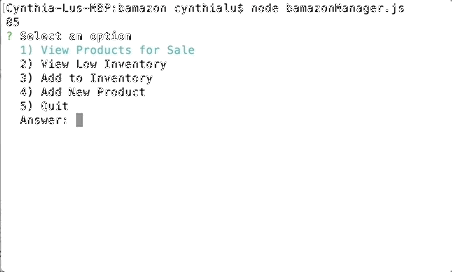 Cynthia-Lus-MBP:bamazon cynthialu$ node bamazonManager.js
85
? Select an option
1) View Products for Sale
2) View Low Inventory
3) Add to Inventory
4) Add New Product
5) Quit
Answer: